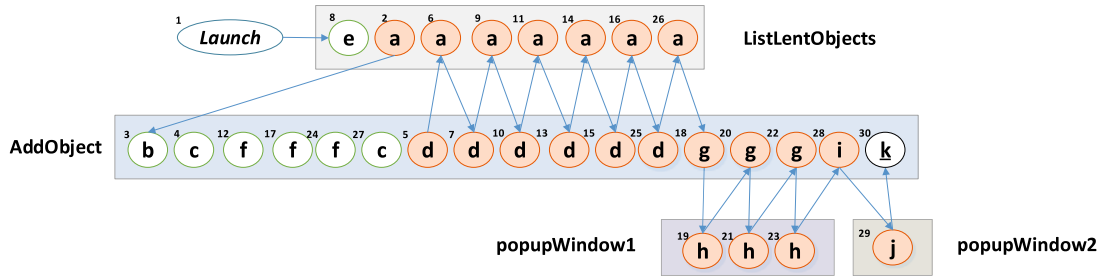 1 Launch 8 e 2 a 6 a 9 a 11 a 14 a 16 a 26 a ListLentObjects
AddObject 3 b 4 c 12 f 17 f 24 f 27 c 5 d 7 d 10 d 13 d 15 d 25 d 18 g 20 g 22 g 28 i 30 k
popupWindow1 19 h 21 h 23 h 29 j popupWindow2